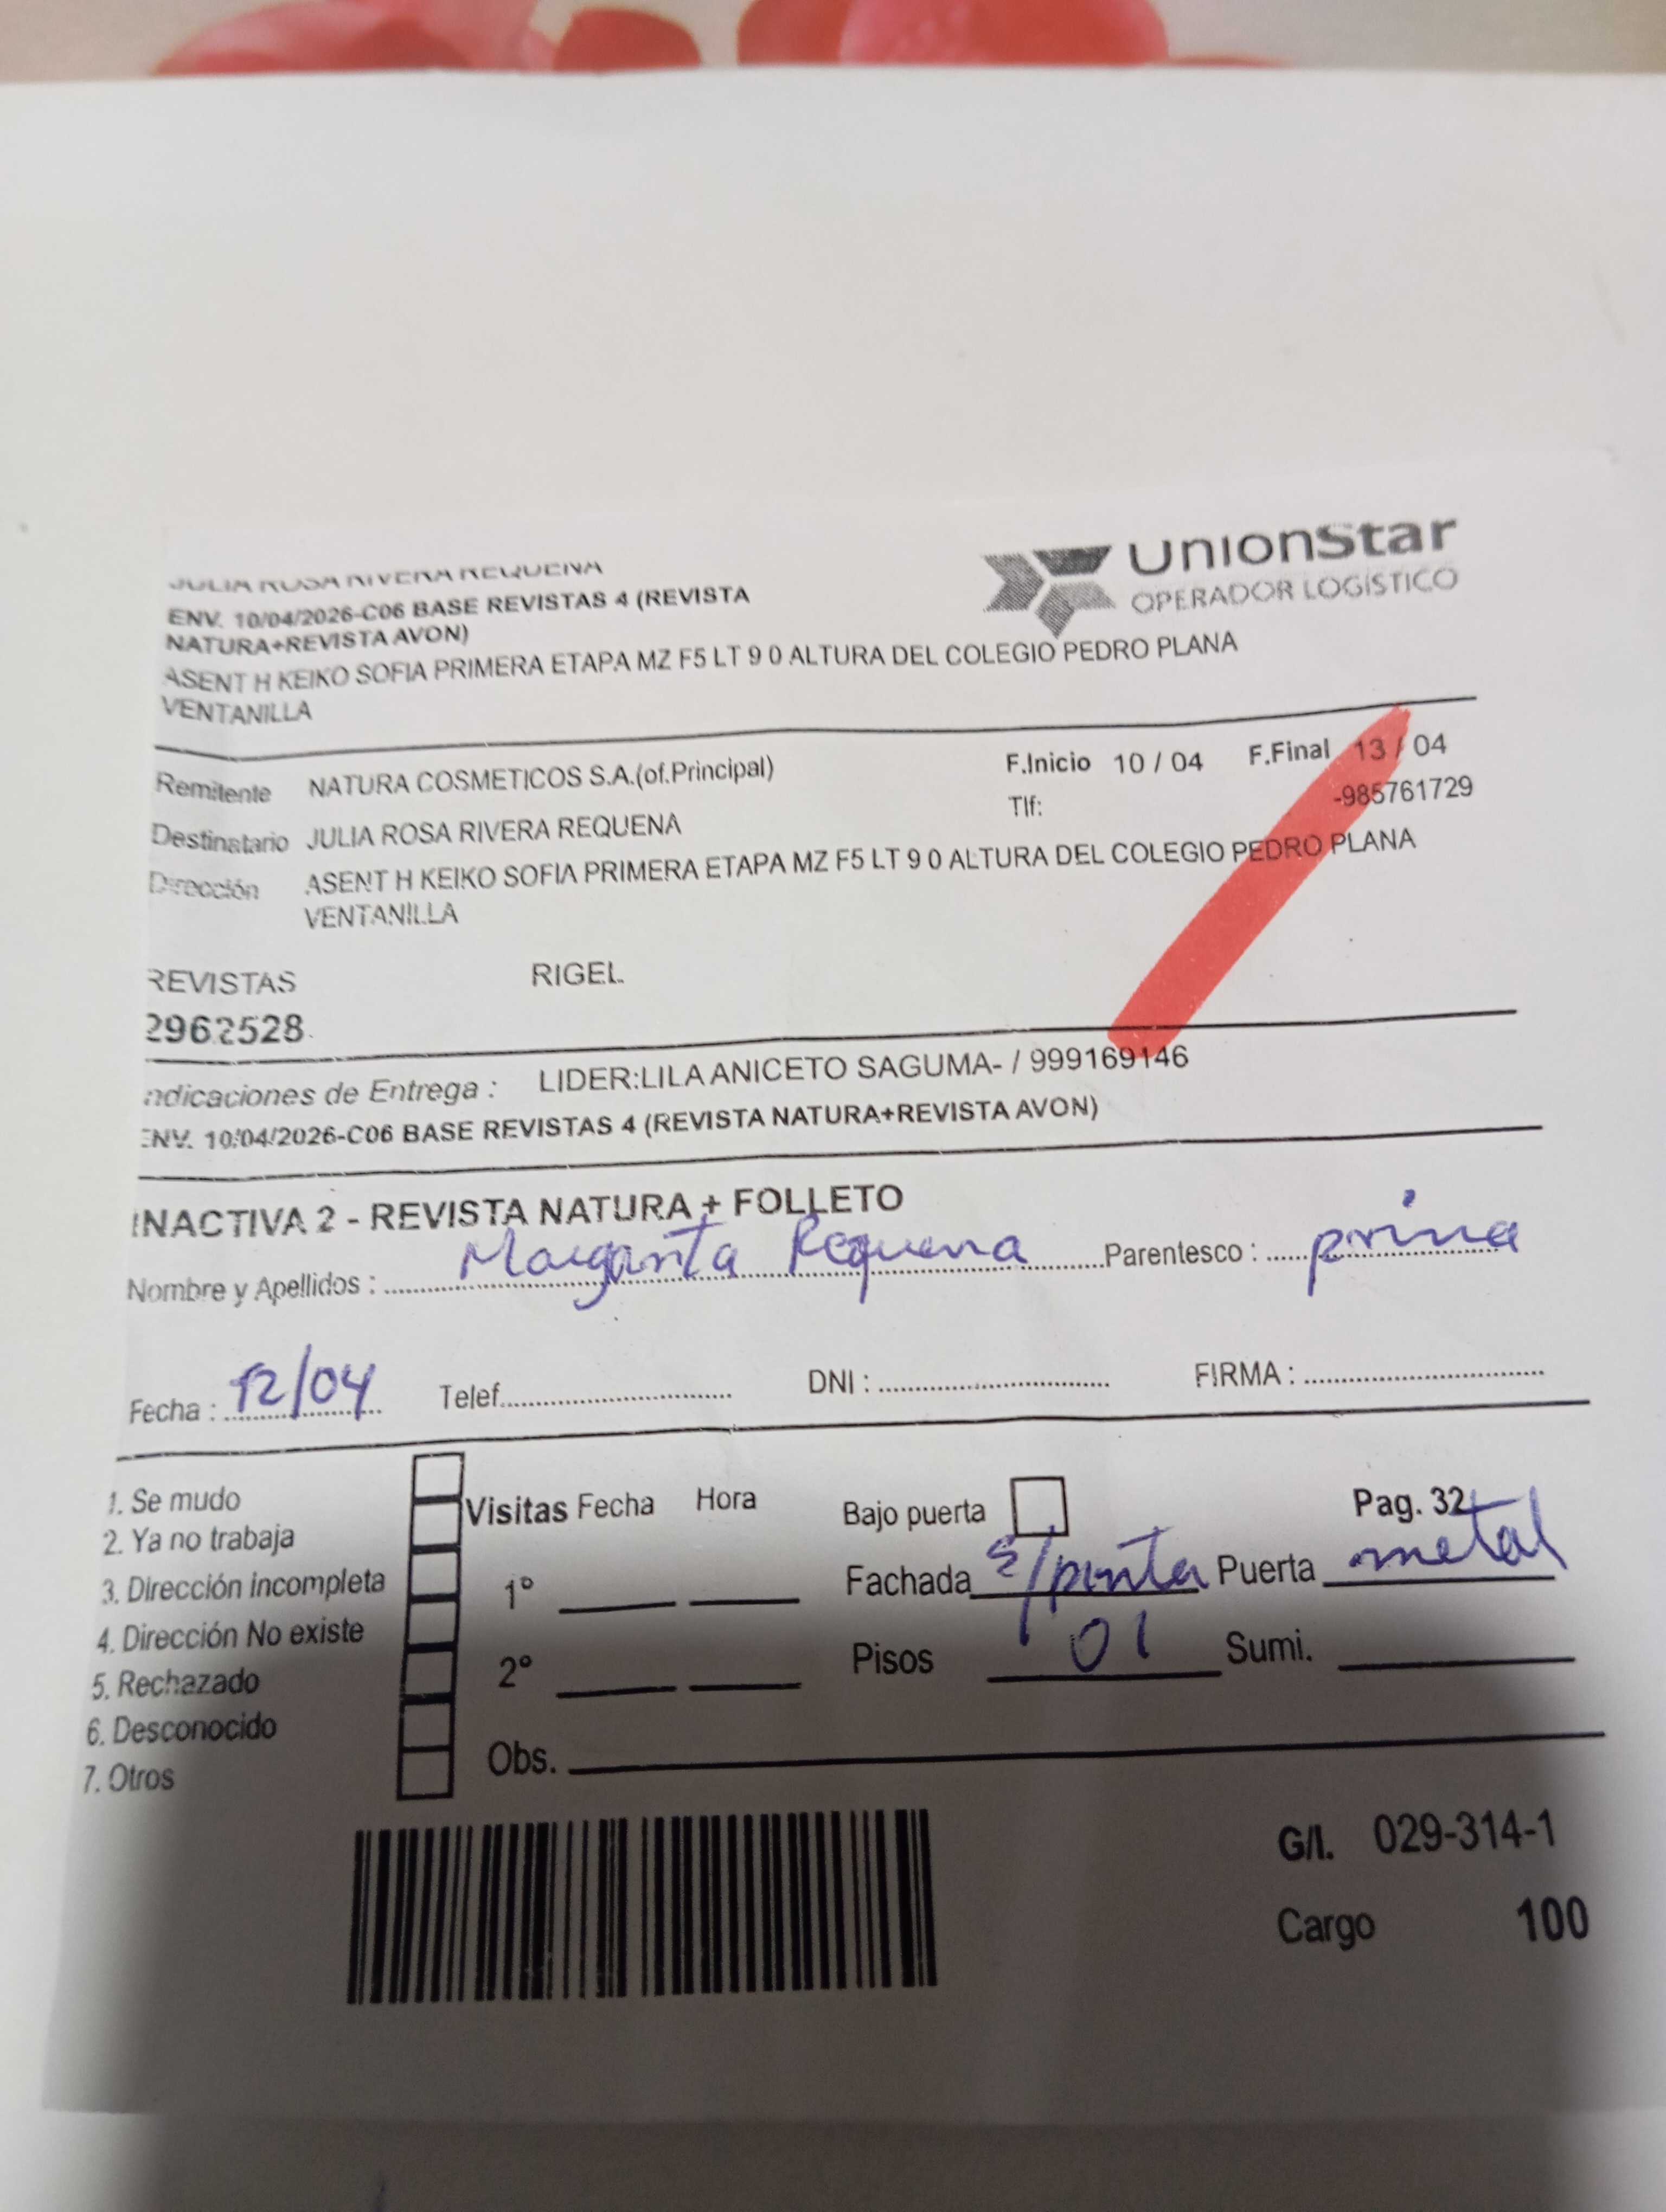 JULIA ROSA RIVERA REQUENA
ENV. 10/04/2026-C06 BASE REVISTAS 4 (REVISTA
NATURA+REVISTA AVON)
ASENT H KEIKO SOFIA PRIMERA ETAPA MZ F5 LT 9 0 ALTURA DEL COLEGIO PEDRO PLANA
VENTANILLA
UnionStar
OPERADOR LOGÍSTICO
Remitente NATURA COSMETICOS S.A.(of.Principal) F.Inicio 10 / 04 F.Final 13 / 04
Tlf: -985761729
Destinatario JULIA ROSA RIVERA REQUENA
Dirección ASENT H KEIKO SOFIA PRIMERA ETAPA MZ F5 LT 9 0 ALTURA DEL COLEGIO PEDRO PLANA
VENTANILLA
REVISTAS RIGEL
2962528
ndicaciones de Entrega : LIDER:LILA ANICETO SAGUMA- / 999169146
ENV. 10/04/2026-C06 BASE REVISTAS 4 (REVISTA NATURA+REVISTA AVON)
INACTIVA 2 - REVISTA NATURA + FOLLETO
Nombre y Apellidos : Margarita Requena Parentesco : prima
Fecha : 12/04 Telef. DNI : FIRMA :
1. Se mudo
2. Ya no trabaja
3. Dirección incompleta
4. Dirección No existe
5. Rechazado
6. Desconocido
7. Otros
Visitas Fecha Hora
1º
2º
Obs.
Bajo puerta Pag. 32
Fachada s/pinta Puerta metal
Pisos 01 Sumi.
G/I. 029-314-1
Cargo 100